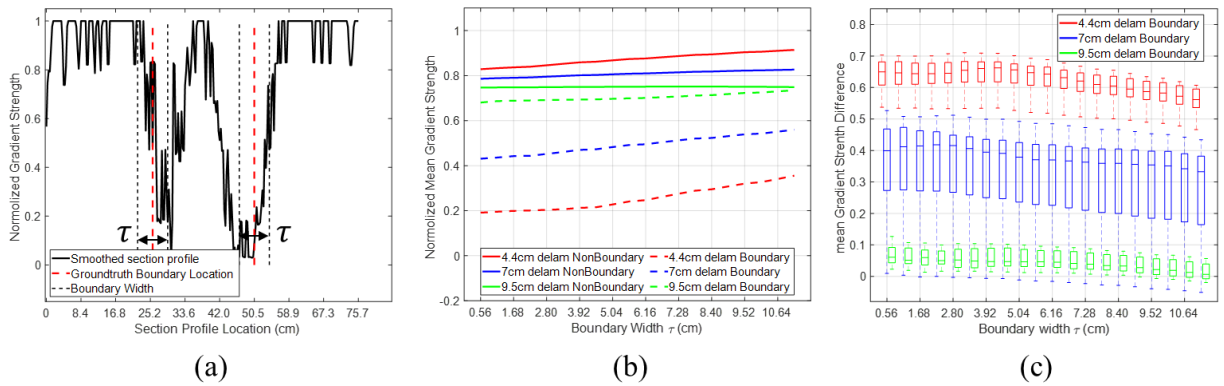 (a)
Normolized Gradient Strength
1
0.8
0.6
0.4
0.2
0
τ
τ
Smoothed section profile
Groundtruth Boundary Location
Boundary Width
0 8.4 16.8 25.2 33.6 42.1 50.5 58.9 67.3 75.7
Section Profile Location (cm)
(a)
(b)
Normolized Mean Gradient Strength
1
0.8
0.6
0.4
0.2
0
-0.2
4.4cm delam NonBoundary
7cm delam NonBoundary
9.5cm delam NonBoundary
4.4cm delam Boundary
7cm delam Boundary
9.5cm delam Boundary
0.56 1.68 2.80 3.92 5.04 6.16 7.28 8.40 9.52 10.64
Boundary Width τ (cm)
(b)
(c)
mean Gradient Strenth Difference
0.8
0.7
0.6
0.5
0.4
0.3
0.2
0.1
0
4.4cm delam Boundary
7cm delam Boundary
9.5cm delam Boundary
0.56 1.68 2.80 3.92 5.04 6.16 7.28 8.40 9.52 10.64
Boundary width τ (cm)
(c)